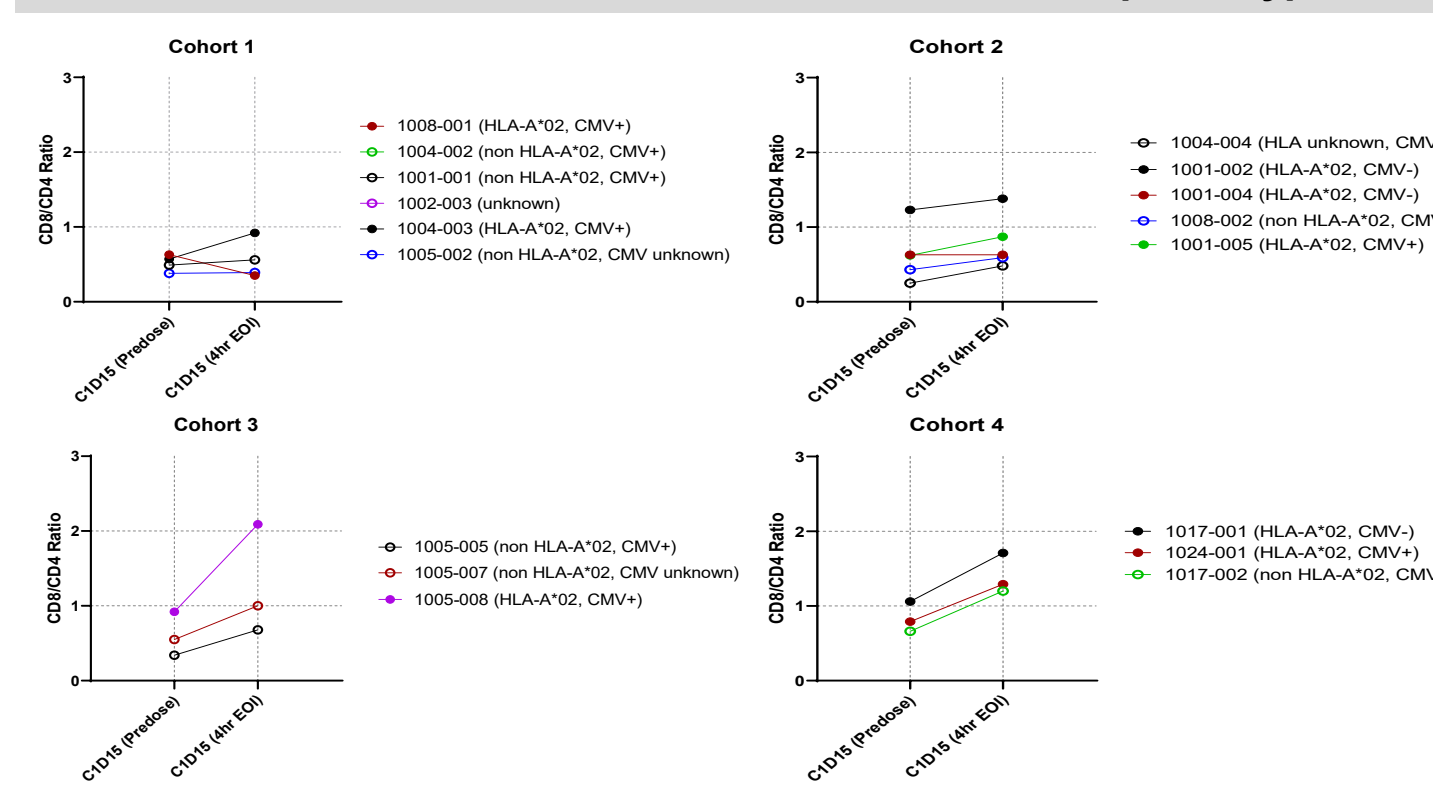 Cohort 1
3
2
1
0
CD8/CD4 Ratio
C1D15 (Predose)
C1D15 (4hr EOI)
1008-001 (HLA-A*02, CMV+)
1004-002 (non HLA-A*02, CMV+)
1001-001 (non HLA-A*02, CMV+)
1002-003 (unknown)
1004-003 (HLA-A*02, CMV+)
1005-002 (non HLA-A*02, CMV unknown)
Cohort 2
3
2
1
0
CD8/CD4 Ratio
C1D15 (Predose)
C1D15 (4hr EOI)
1004-004 (HLA unknown, CMV
1001-002 (HLA-A*02, CMV-)
1001-004 (HLA-A*02, CMV-)
1008-002 (non HLA-A*02, CMV
1001-005 (HLA-A*02, CMV+)
Cohort 3
3
2
1
0
CD8/CD4 Ratio
C1D15 (Predose)
C1D15 (4hr EOI)
1005-005 (non HLA-A*02, CMV+)
1005-007 (non HLA-A*02, CMV unknown)
1005-008 (HLA-A*02, CMV+)
Cohort 4
3
2
1
0
CD8/CD4 Ratio
C1D15 (Predose)
C1D15 (4hr EOI)
1017-001 (HLA-A*02, CMV-)
1024-001 (HLA-A*02, CMV+)
1017-002 (non HLA-A*02, CMV